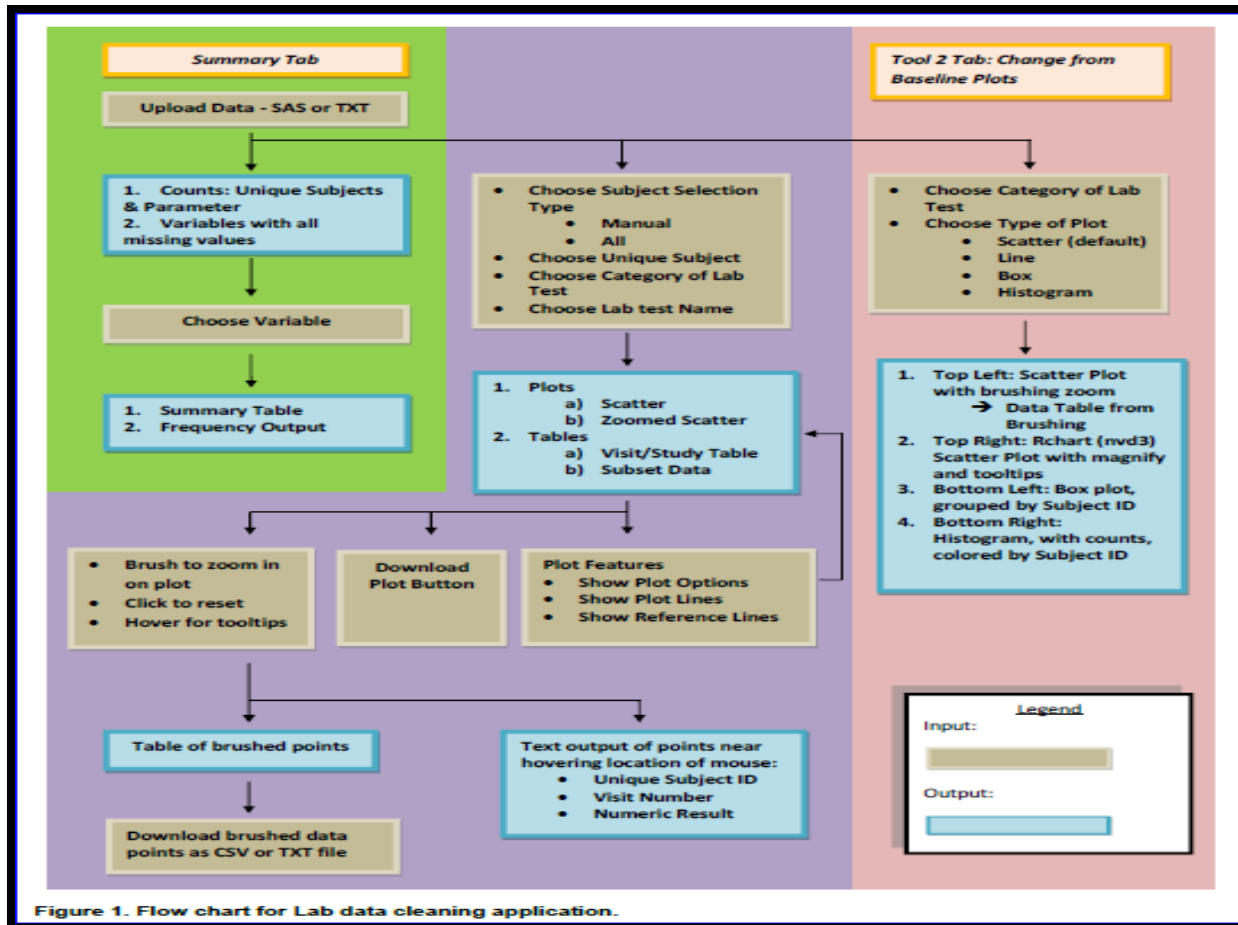 Summary Tab
Upload Data - SAS or TXT
1. Counts: Unique Subjects
& Parameter
2. Variables with all
missing values
Choose Variable
1. Summary Table
2. Frequency Output
• Choose Subject Selection
Type
• Manual
• All
• Choose Unique Subject
• Choose Category of Lab
Test
• Choose Lab test Name
1. Plots
a) Scatter
b) Zoomed Scatter
2. Tables
a) Visit/Study Table
b) Subset Data
• Brush to zoom in
on plot
• Click to reset
• Hover for tooltips
Download
Plot Button
Plot Features
• Show Plot Options
• Show Plot Lines
• Show Reference Lines
Table of brushed points
Download brushed data
points as CSV or TXT file
Text output of points near
hovering location of mouse:
• Unique Subject ID
• Visit Number
• Numeric Result
Tool 2 Tab: Change from
Baseline Plots
• Choose Category of Lab
Test
• Choose Type of Plot
• Scatter (default)
• Line
• Box
• Histogram
1. Top Left: Scatter Plot
with brushing zoom
→ Data Table from
Brushing
2. Top Right: Rchart (nvd3)
Scatter Plot with magnify
and tooltips
3. Bottom Left: Box plot,
grouped by Subject ID
4. Bottom Right:
Histogram, with counts,
colored by Subject ID
Legend
Input:
Output:
Figure 1. Flow chart for Lab data cleaning application.